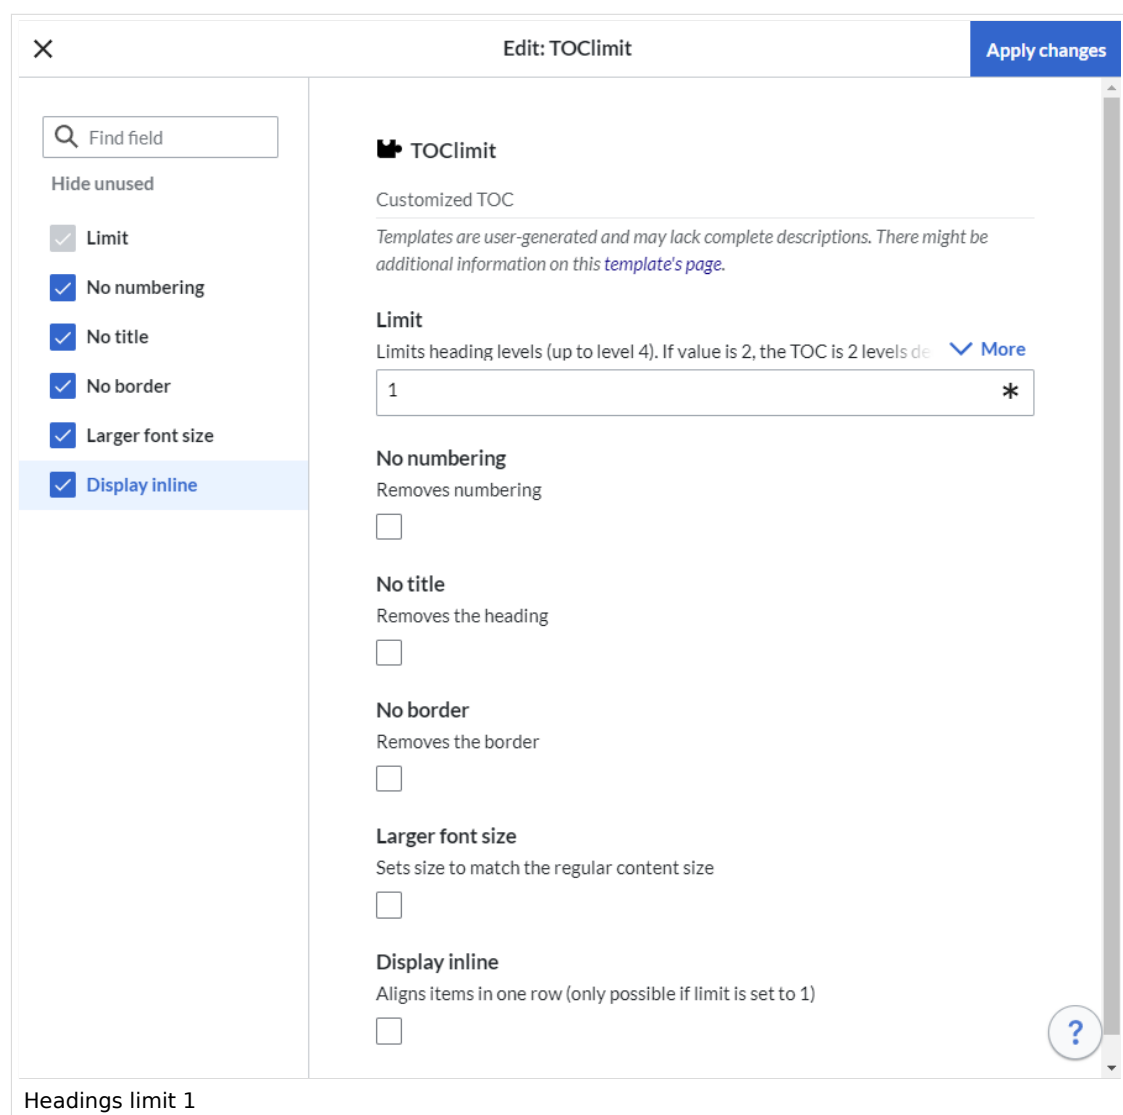 Edit: TOClimit
Apply changes
Find field
Hide unused
Limit
No numbering
No title
No border
Larger font size
Display inline
TOClimit
Customized TOC
Templates are user-generated and may lack complete descriptions. There might be
additional information on this template's page.
Limit
Limits heading levels (up to level 4). If value is 2, the TOC is 2 levels de
More
1
*
No numbering
Removes numbering
No title
Removes the heading
No border
Removes the border
Larger font size
Sets size to match the regular content size
Display inline
Aligns items in one row (only possible if limit is set to 1)
?
Headings limit 1